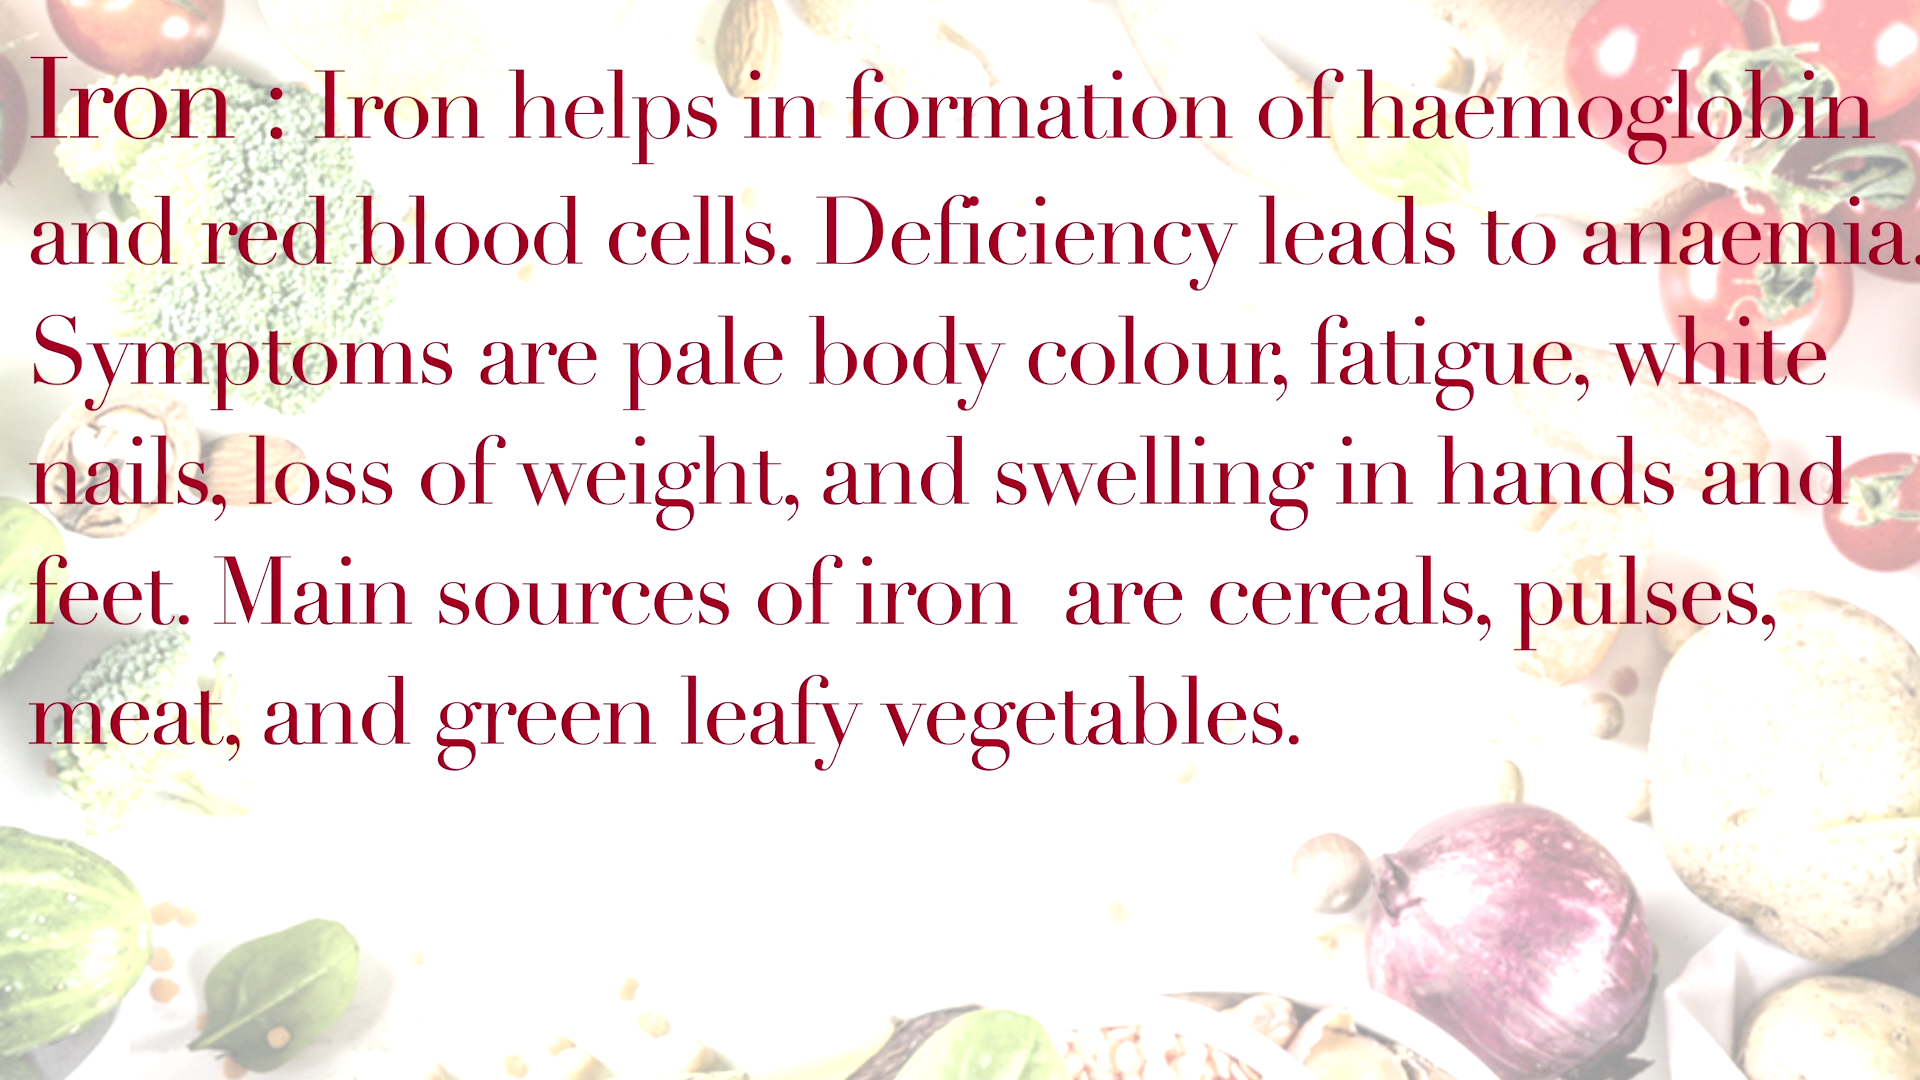 Iron : Iron helps in formation of haemoglobin
and red blood cells. Deficiency leads to anaemia.
Symptoms are pale body colour, fatigue, white
nails, loss of weight, and swelling in hands and
feet. Main sources of iron  are cereals, pulses,
meat, and green leafy vegetables.